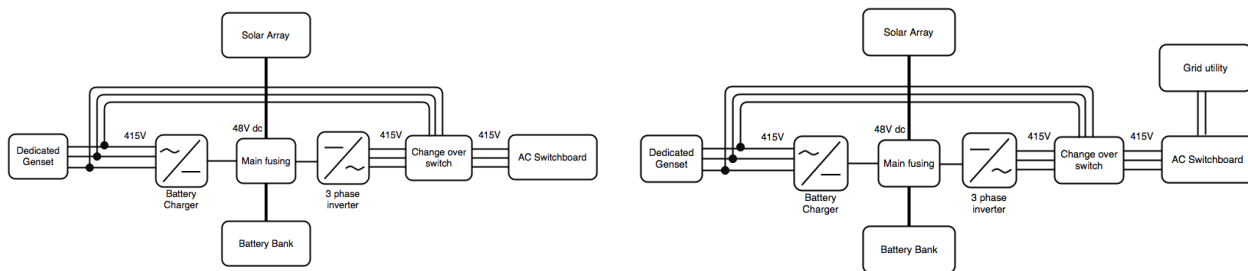 Solar Array
415V
48V dc
415V
415V
Dedicated
Genset
Main fusing
Change over
switch
AC Switchboard
Battery
Charger
3 phase
inverter
Battery Bank
Solar Array
Grid utility
415V
48V dc
415V
415V
Dedicated
Genset
Main fusing
Change over
switch
AC Switchboard
Battery
Charger
3 phase
inverter
Battery Bank